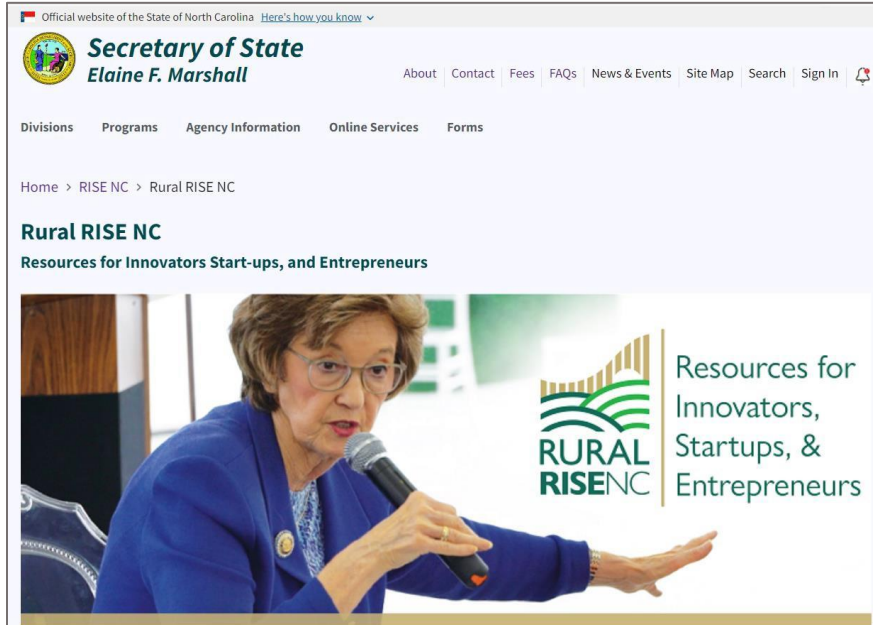 Official website of the State of North Carolina Here's how you know
Secretary of State
Elaine F. Marshall
About Contact Fees FAQs News & Events Site Map Search Sign In
Divisions Programs Agency Information Online Services Forms
Home > RISE NC > Rural RISE NC
Rural RISE NC
Resources for Innovators Start-ups, and Entrepreneurs
RURAL
RISENC
Resources for
Innovators,
Startups, &
Entrepreneurs